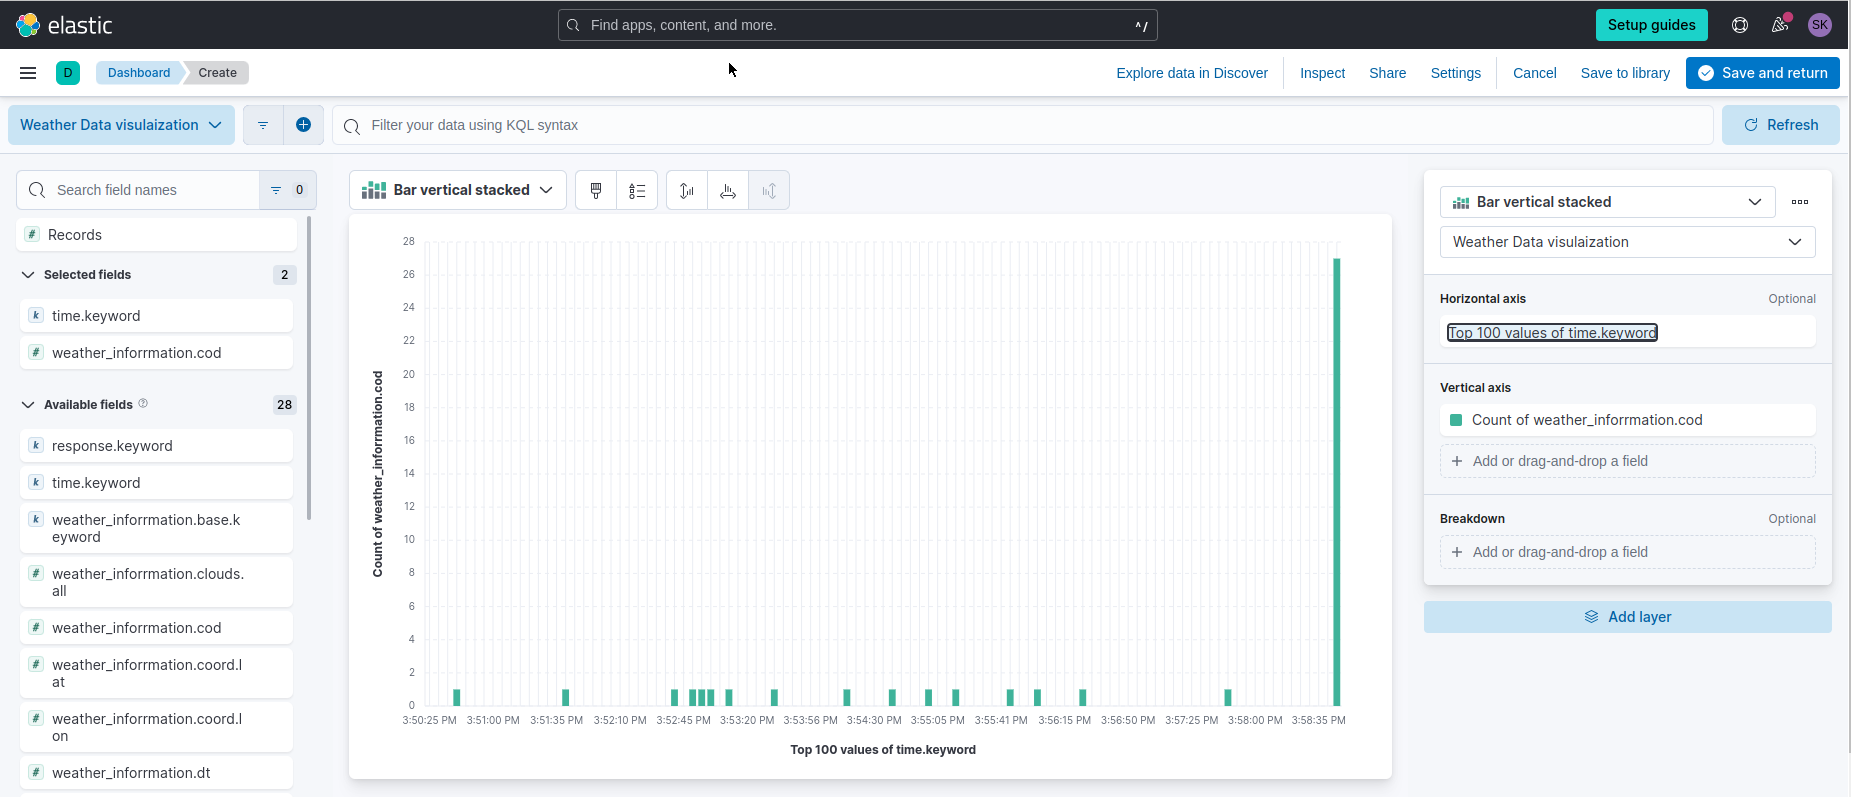 elastic
Find apps, content, and more.
^/
Setup guides
SK
D
Dashboard
Create
Explore data in Discover
Inspect
Share
Settings
Cancel
Save to library
Save and return
Weather Data visulaization
Filter your data using KQL syntax
Refresh
Search field names
0
# Records
Selected fields
2
k time.keyword
# weather_inforrmation.cod
Available fields
28
k response.keyword
k time.keyword
k weather_inforrmation.base.k
eyword
# weather_inforrmation.clouds.
all
# weather_inforrmation.cod
# weather_inforrmation.coord.l
at
# weather_inforrmation.coord.l
on
# weather_inforrmation.dt
Bar vertical stacked
28
26
24
22
20
18
16
14
12
10
8
6
4
2
0
Count of weather_inforrmation.cod
3:50:25 PM 3:51:00 PM 3:51:35 PM 3:52:10 PM 3:52:45 PM 3:53:20 PM 3:53:56 PM 3:54:30 PM 3:55:05 PM 3:55:41 PM 3:56:15 PM 3:56:50 PM 3:57:25 PM 3:58:00 PM 3:58:35 PM
Top 100 values of time.keyword
Bar vertical stacked
Weather Data visulaization
Horizontal axis
Optional
Top 100 values of time.keyword
Vertical axis
Count of weather_inforrmation.cod
Add or drag-and-drop a field
Breakdown
Optional
Add or drag-and-drop a field
Add layer